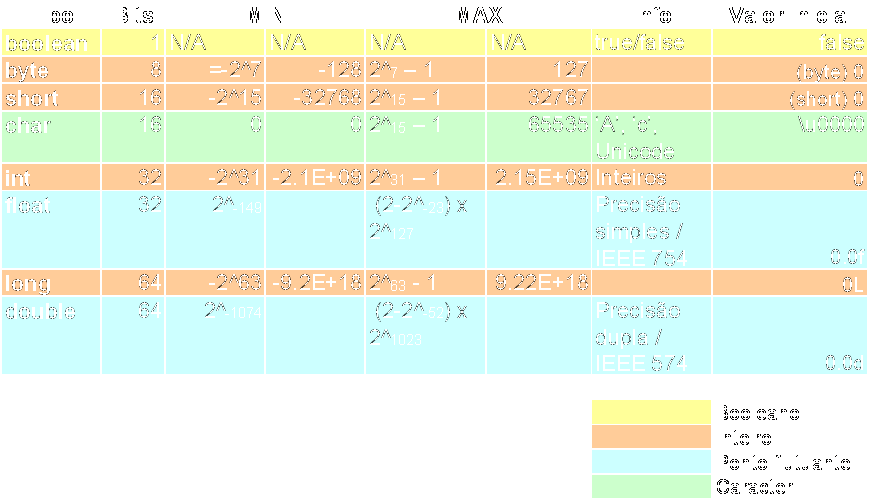 Tipo Bits MIN MAX Info Valor Inicial
boolean 1 N/A N/A N/A N/A true/false false
byte 8 =-2^7 -128 2^7 – 1 127 (byte) 0
short 16 -2^15 -32768 2^15 – 1 32767 (short) 0
char 16 0 0 2^15 – 1 65535 'A', 'c', \u0000
Unicode
int 32 -2^31 -2.1E+09 2^31 – 1 2.15E+09 Inteiros 0
float 32 2^-149 (2-2^-23) x Precisão
2^127 simples /
IEEE 754 0.0f
long 64 -2^63 -9.2E+18 2^63 - 1 9.22E+18 0L
double 64 2^-1074 (2-2^-52) x Precisão
2^1023 dupla /
IEEE 574 0.0d
Booleano
Inteiro
Ponto flutuante
Caracter